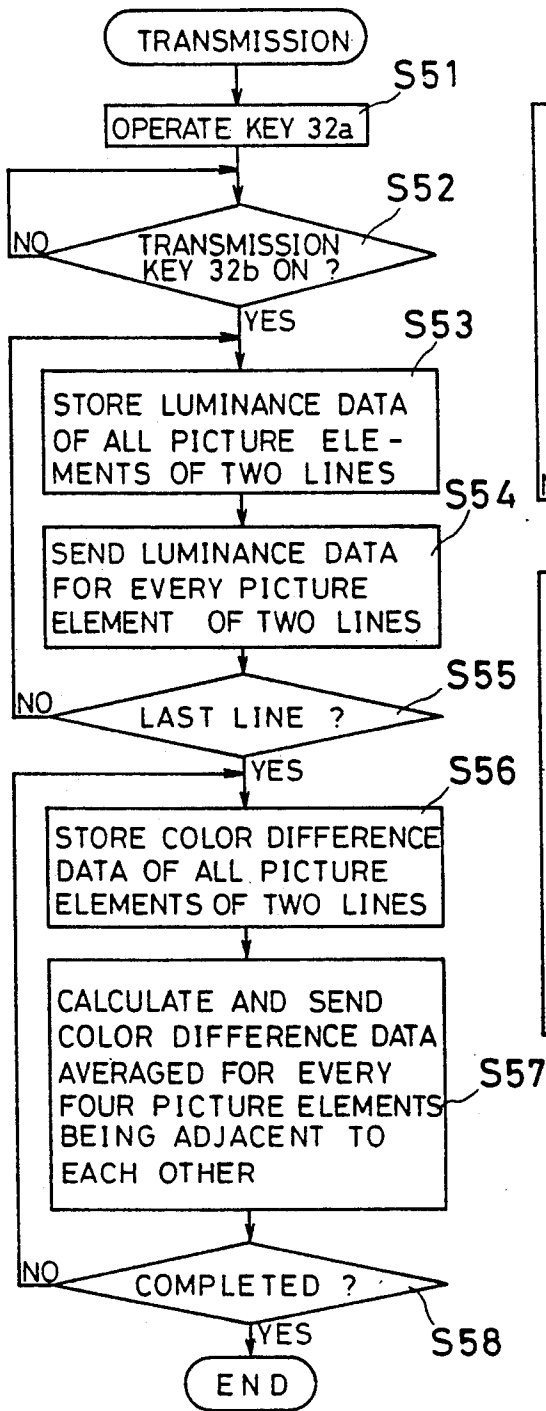 TRANSMISSION
S51
OPERATE KEY 32a
S52
NO
TRANSMISSION
KEY 32b ON ?
YES
S53
STORE LUMINANCE DATA
OF ALL PICTURE ELE-
MENTS OF TWO LINES
S54
SEND LUMINANCE DATA
FOR EVERY PICTURE
ELEMENT OF TWO LINES
S55
NO
LAST LINE ?
YES
S56
STORE COLOR DIFFERENCE
DATA OF ALL PICTURE
ELEMENTS OF TWO LINES
CALCULATE AND SEND
COLOR DIFFERENCE DATA
AVERAGED FOR EVERY
FOUR PICTURE ELEMENTS
BEING ADJACENT TO
EACH OTHER
S57
NO
COMPLETED ?
YES
S58
END